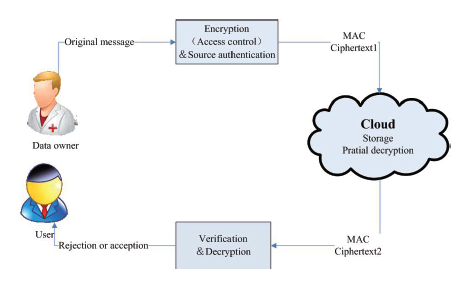 Encryption
(Access control)
& Source authentication
Original message
MAC
Ciphertext1
Data owner
Cloud
Storage
Pratial decryption
User
Rejection or acception
Verification
& Decryption
MAC
Ciphertext2